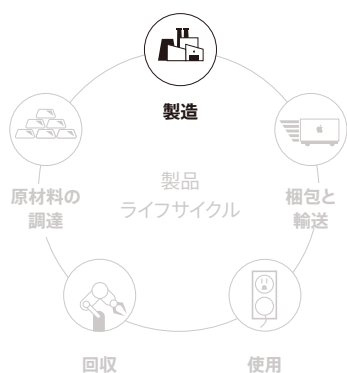 製造
原材料の
調達
製品
ライフサイクル
梱包と
輸送
回収
使用